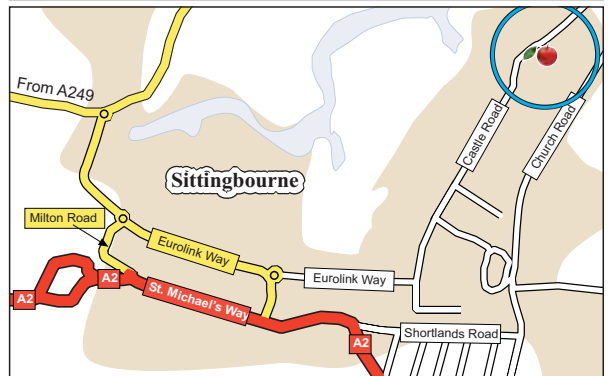 From A249
Castle Road
Church Road
Sittingbourne
Milton Road
Eurolink Way
Eurolink Way
A2
A2
St. Michael's Way
Shortlands Road
A2